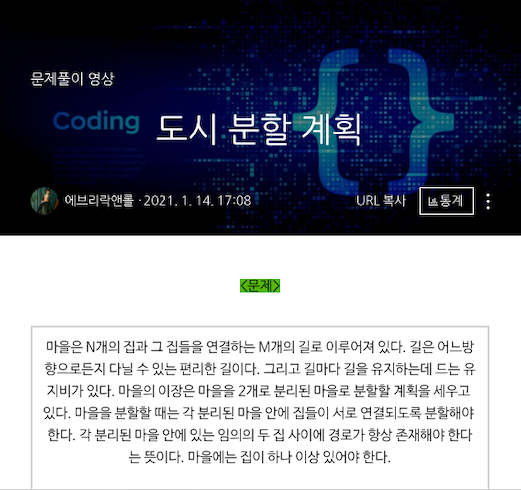 문제풀이 영상
Coding
도시 분할 계획
에브리락앤롤 · 2021. 1. 14. 17:08
URL 복사
통계
<문제>
마을은 N개의 집과 그 집들을 연결하는 M개의 길로 이루어져 있다. 길은 어느방
향으로든지 다닐 수 있는 편리한 길이다. 그리고 길마다 길을 유지하는데 드는 유
지비가 있다. 마을의 이장은 마을을 2개로 분리된 마을로 분할할 계획을 세우고
있다. 마을을 분할할 때는 각 분리된 마을 안에 집들이 서로 연결되도록 분할해야
한다. 각 분리된 마을 안에 있는 임의의 두 집 사이에 경로가 항상 존재해야 한다
는 뜻이다. 마을에는 집이 하나 이상 있어야 한다.